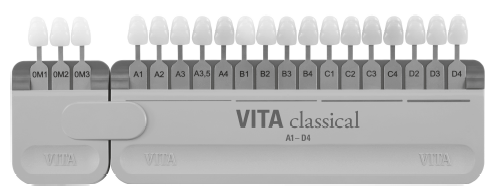 0M1 0M2 0M3 A1 A2 A3 A3,5 A4 B1 B2 B3 B4 C1 C2 C3 C4 D2 D3 D4
VITA classical
A1–D4
VITA VITA VITA